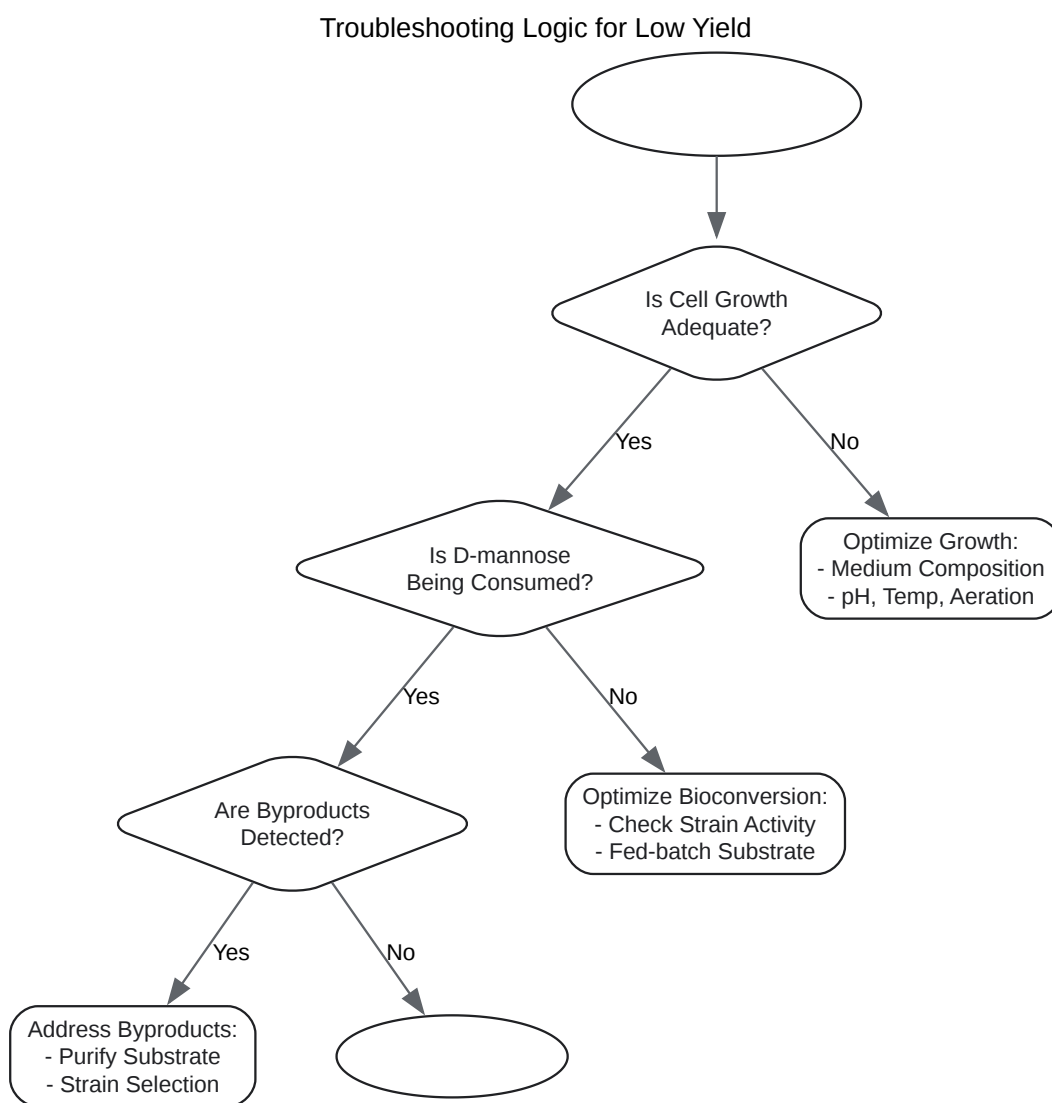 Troubleshooting Logic for Low Yield
Is Cell Growth
Adequate?
Yes
No
Is D-mannose
Being Consumed?
Optimize Growth:
- Medium Composition
- pH, Temp, Aeration
Yes
No
Are Byproducts
Detected?
Optimize Bioconversion:
- Check Strain Activity
- Fed-batch Substrate
Yes
No
Address Byproducts:
- Purify Substrate
- Strain Selection